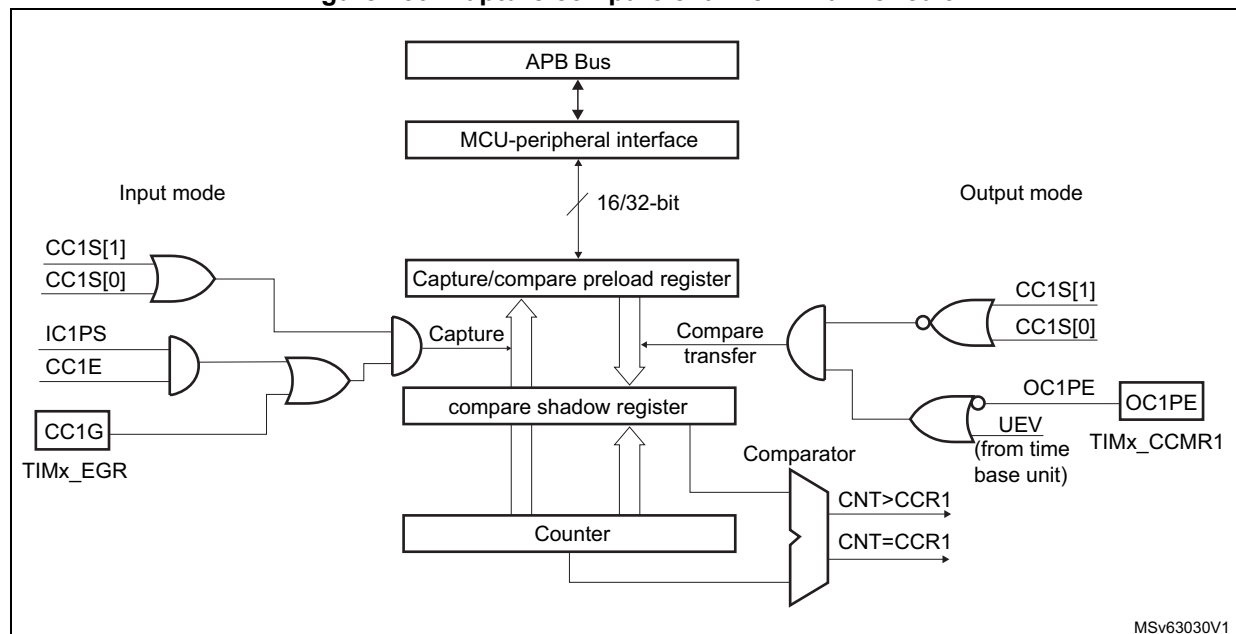 APB Bus
MCU-peripheral interface
Input mode
16/32-bit
Output mode
CC1S[1]
CC1S[0]
Capture/compare preload register
CC1S[1]
CC1S[0]
IC1PS
CC1E
Capture
Compare
transfer
compare shadow register
OC1PE
OC1PE
CC1G
TIMx_EGR
UEV
(from time
base unit)
TIMx_CCMR1
Comparator
CNT>CCR1
Counter
CNT=CCR1
MSv63030V1